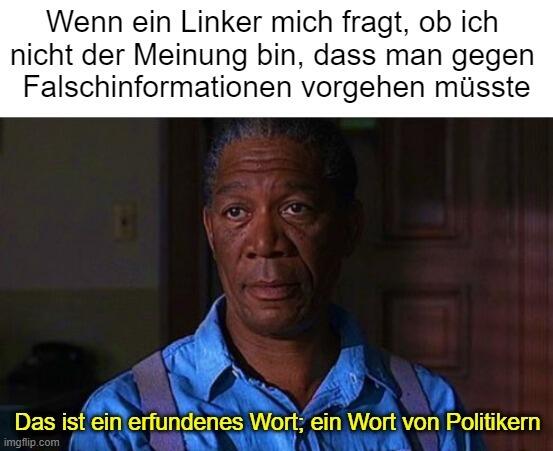 Wenn ein Linker mich fragt, ob ich
nicht der Meinung bin, dass man gegen
Falschinformationen vorgehen müsste
Das ist ein erfundenes Wort; ein Wort von Politikern
imgflip.com